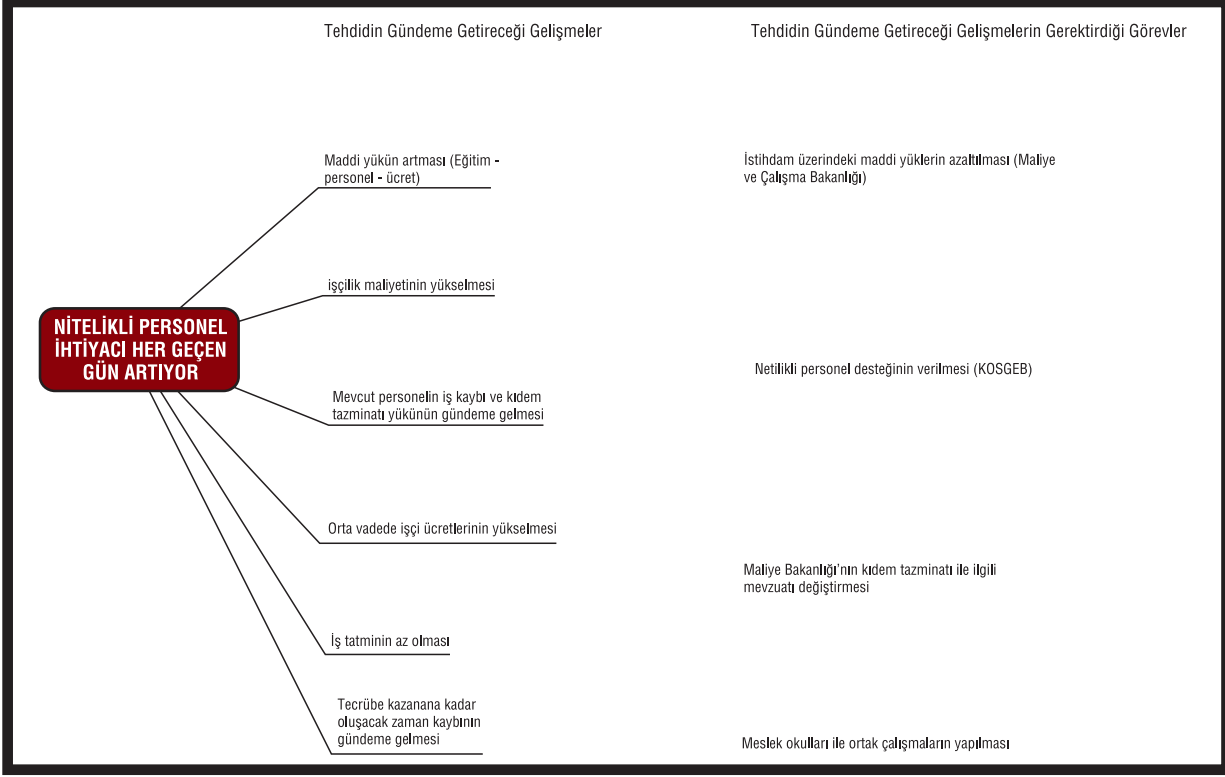 Tehdidin Gündeme Getireceği Gelişmeler
Tehdidin Gündeme Getireceği Gelişmelerin Gerektirdiği Görevler
NİTELİKLİ PERSONEL
İHTİYACI HER GEÇEN
GÜN ARTIYOR
Maddi yükün artması (Eğitim -
personel - ücret)
işçilik maliyetinin yükselmesi
Mevcut personelin iş kaybı ve kıdem
tazminatı yükünün gündeme gelmesi
Orta vadede işçi ücretlerinin yükselmesi
İş tatminin az olması
Tecrübe kazanana kadar
oluşacak zaman kaybının
gündeme gelmesi
İstihdam üzerindeki maddi yüklerin azaltılması (Maliye
ve Çalışma Bakanlığı)
Netilikli personel desteğinin verilmesi (KOSGEB)
Maliye Bakanlığı'nın kıdem tazminatı ile ilgili
mevzuatı değiştirmesi
Meslek okulları ile ortak çalışmaların yapılması